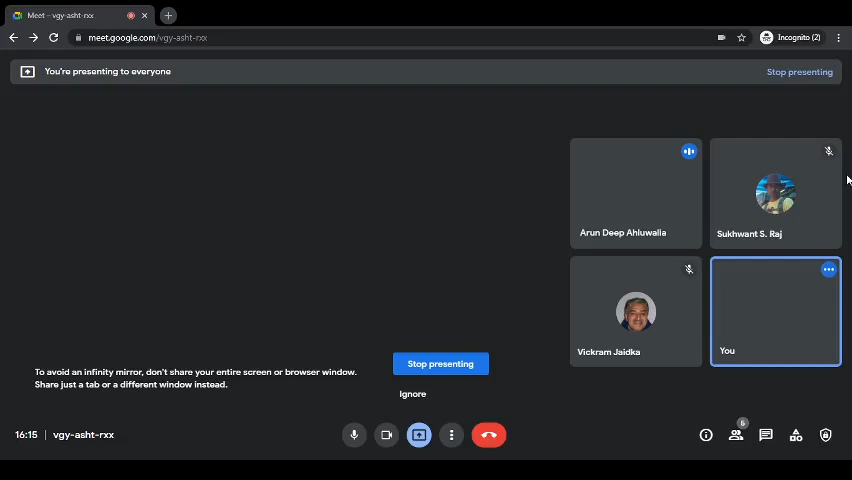 Meet – vgy-asht-rxx
meet.google.com/vgy-asht-rxx
Incognito (2)
You're presenting to everyone
Stop presenting
Arun Deep Ahluwalia
Sukhwant S. Raj
Vickram Jaidka
You
To avoid an infinity mirror, don't share your entire screen or browser window.
Share just a tab or a different window instead.
Stop presenting
Ignore
16:15 | vgy-asht-rxx
5